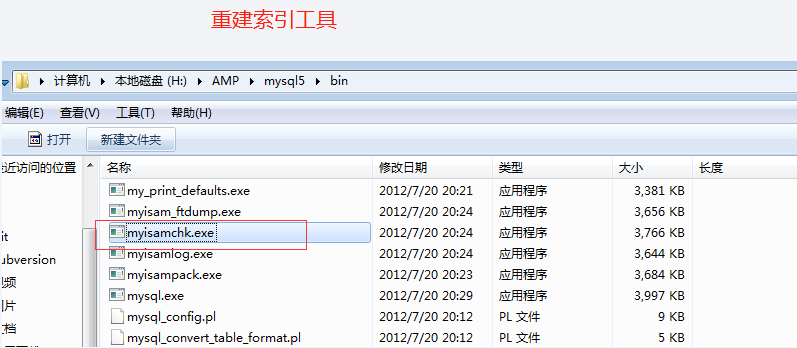 重建索引工具
计算机 本地磁盘 (H:) AMP mysql5 bin
编辑(E) 查看(V) 工具(T) 帮助(H)
打开 新建文件夹
近访问的位置 名称 修改日期 类型 大小 长度
my_print_defaults.exe 2012/7/20 20:21 应用程序 3,381 KB
myisam_ftdump.exe 2012/7/20 20:24 应用程序 3,656 KB
it myisamchk.exe 2012/7/20 20:24 应用程序 3,766 KB
ubversion myisamlog.exe 2012/7/20 20:24 应用程序 3,644 KB
频 myisampack.exe 2012/7/20 20:23 应用程序 3,684 KB
片 mysql.exe 2012/7/20 20:29 应用程序 3,997 KB
文档 mysql_config.pl 2012/7/20 20:12 PL 文件 9 KB
mysql_convert_table_format.pl 2012/7/20 20:12 PL 文件 5 KB